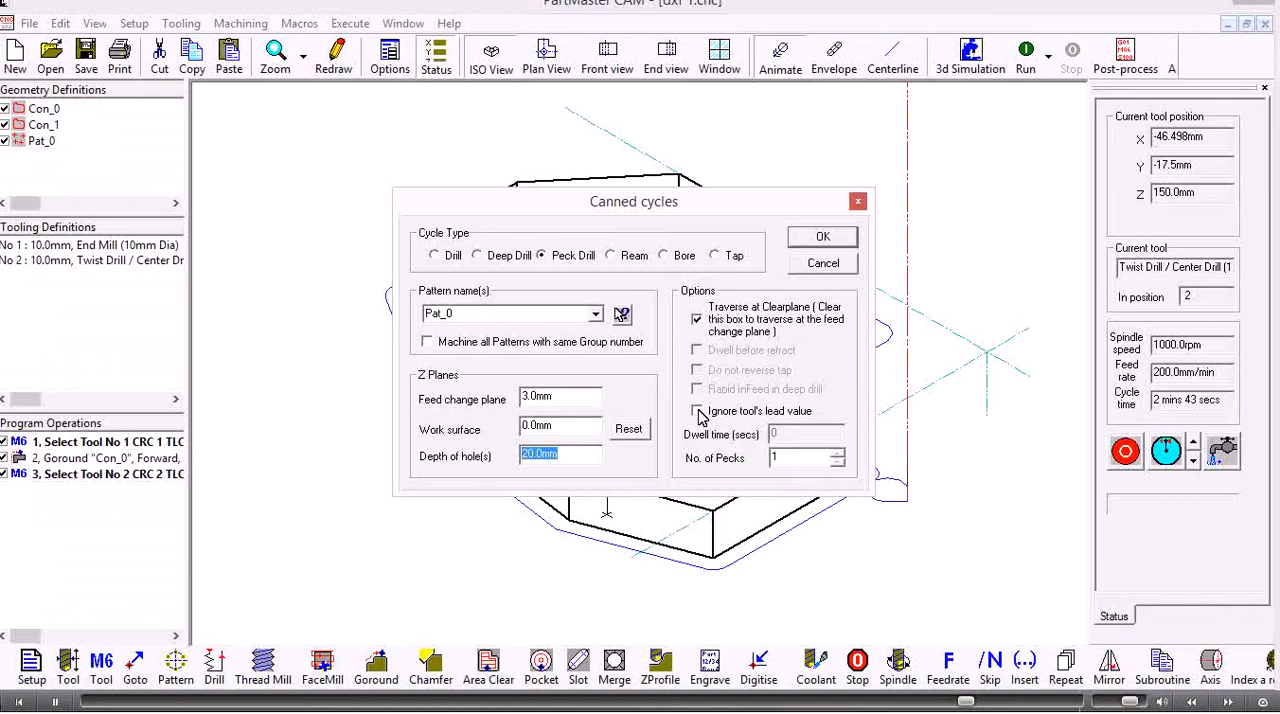 PartMaster CAM - [dxf 1.cnc]
File Edit View Setup Tooling Machining Macros Execute Window Help
New Open Save Print Cut Copy Paste Zoom Redraw Options Status ISO View Plan View Front view End view Window Animate Envelope Centerline 3d Simulation Run Stop Post-process A
Geometry Definitions
Con_0
Con_1
Pat_0
Tooling Definitions
No 1 : 10.0mm, End Mill (10mm Dia)
No 2 : 10.0mm, Twist Drill / Center Dr
Program Operations
M6 1, Select Tool No 1 CRC 1 TLC
2, Goround "Con_0", Forward,
M6 3, Select Tool No 2 CRC 2 TLC
Canned cycles
Cycle Type
Drill Deep Drill Peck Drill Ream Bore Tap
OK
Cancel
Pattern name(s)
Pat_0
Machine all Patterns with same Group number
Z Planes
Feed change plane 3.0mm
Work surface 0.0mm
Reset
Depth of hole(s) 20.0mm
Options
Traverse at Clearplane ( Clear
this box to traverse at the feed
change plane )
Dwell before retract
Do not reverse tap
Rapid inFeed in deep drill
Ignore tool's lead value
Dwell time (secs) 0
No. of Pecks 1
Current tool position
X -46.498mm
Y -17.5mm
Z 150.0mm
Current tool
Twist Drill / Center Drill (1
In position 2
Spindle
speed 1000.0rpm
Feed
rate 200.0mm/min
Cycle
time 2 mins 43 secs
Status
Setup Tool M6 Goto Pattern Drill Thread Mill FaceMill Goround Chamfer Area Clear Pocket Slot Merge ZProfile Engrave Digitise Coolant Stop Spindle Feedrate Skip Insert Repeat Mirror Subroutine Axis Index a r